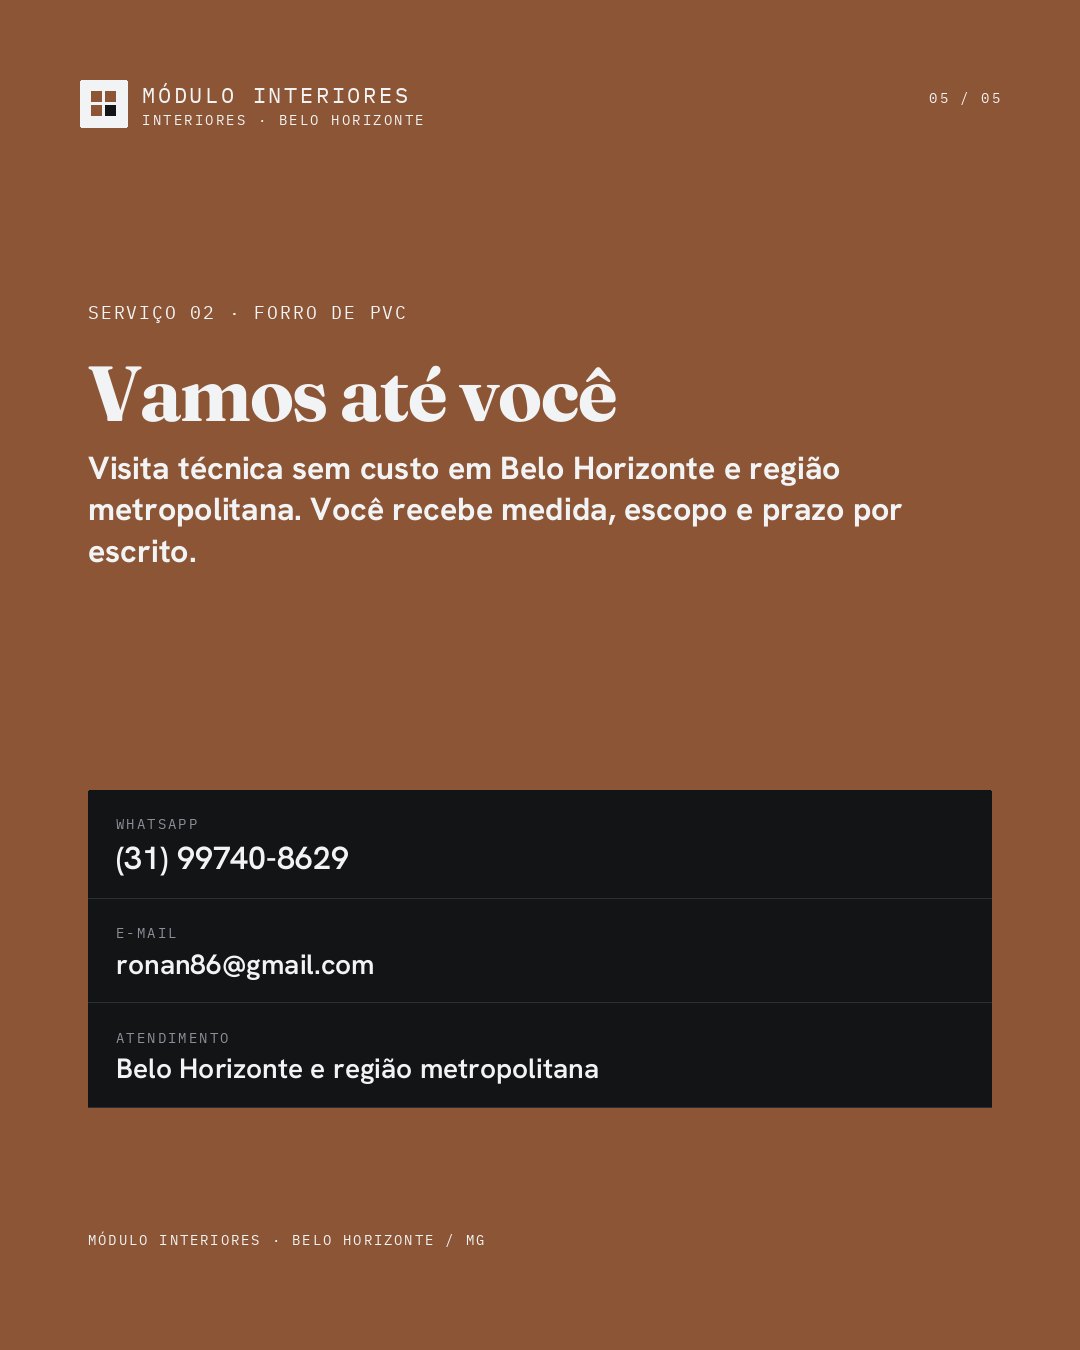 MÓDULO INTERIORES
INTERIORES · BELO HORIZONTE
05 / 05
SERVIÇO 02 · FORRO DE PVC
Vamos até você
Visita técnica sem custo em Belo Horizonte e região
metropolitana. Você recebe medida, escopo e prazo por
escrito.
WHATSAPP
(31) 99740-8629
E-MAIL
ronan86@gmail.com
ATENDIMENTO
Belo Horizonte e região metropolitana
MÓDULO INTERIORES · BELO HORIZONTE / MG